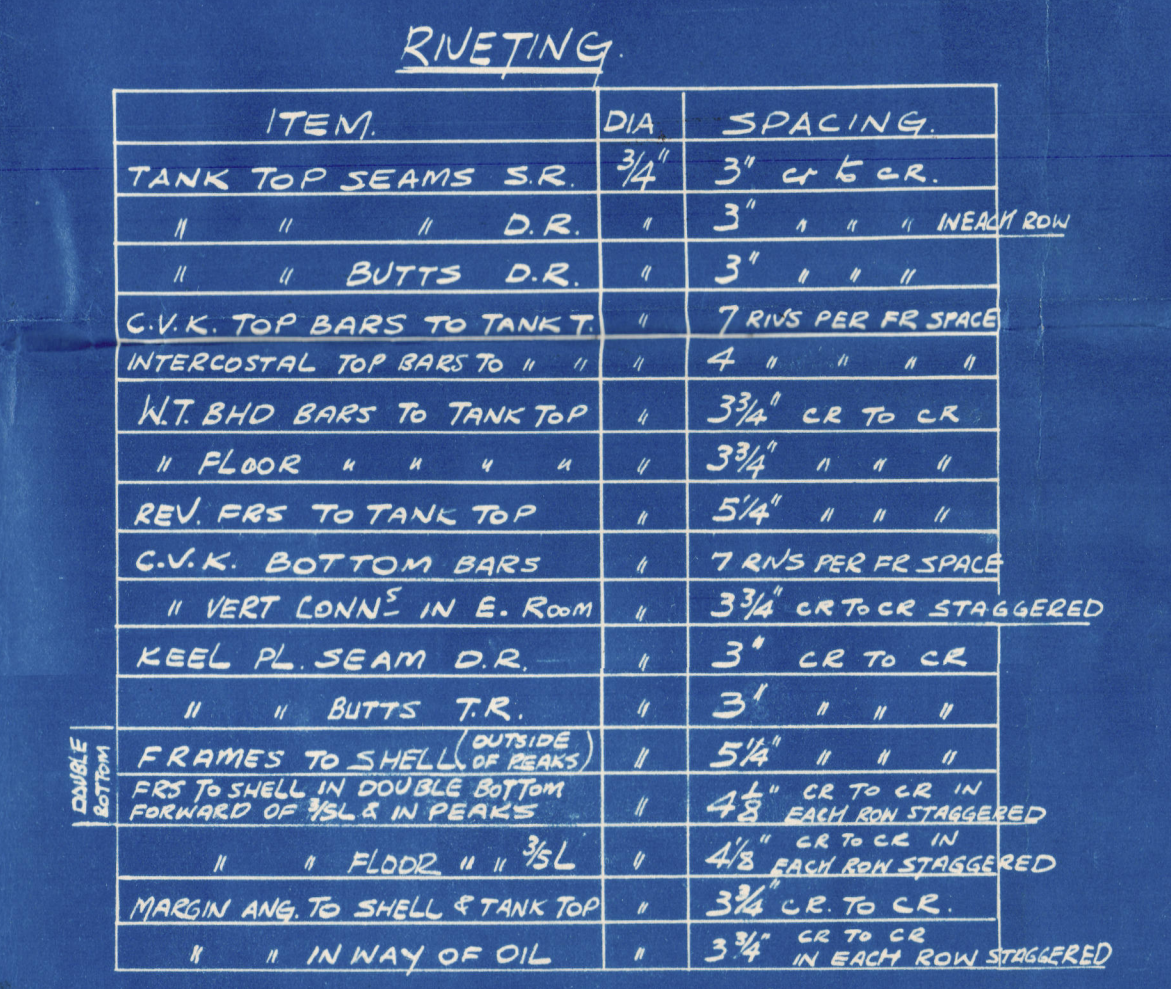 RIVETING.
ITEM. DIA. SPACING.
TANK TOP SEAMS S.R. 3/4" 3" cr to CR.
" " " D.R. " 3" " " " IN EACH ROW
" " BUTTS D.R. " 3" " " "
C.V.K. TOP BARS TO TANK T. " 7 RIVS PER FR SPACE
INTERCOSTAL TOP BARS TO " " " 4 " " " "
W.T. BHD BARS TO TANK TOP " 3 3/4" CR TO CR
" FLOOR " " " " " 3 3/4" " " "
REV. FRS TO TANK TOP " 5 1/4" " " "
C.V.K. BOTTOM BARS " 7 RIVS PER FR SPACE
" VERT CONNS IN E. ROOM " 3 3/4" CR TO CR STAGGERED
KEEL PL. SEAM D.R. " 3" CR TO CR
" " BUTTS T.R. " 3" " " "
DOUBLE
BOTTOM
FRAMES TO SHELL (OUTSIDE
OF PEAKS) " 5 1/4" " " "
FRS TO SHELL IN DOUBLE BOTTOM
FORWARD OF 3/5L & IN PEAKS " 4 1/8" CR TO CR IN
EACH ROW STAGGERED
" " FLOOR " " 3/5L " 4 1/8" CR TO CR IN
EACH ROW STAGGERED
MARGIN ANG. TO SHELL & TANK TOP " 3 3/4" CR. TO CR.
" " IN WAY OF OIL " 3 3/4" CR TO CR
IN EACH ROW STAGGERED